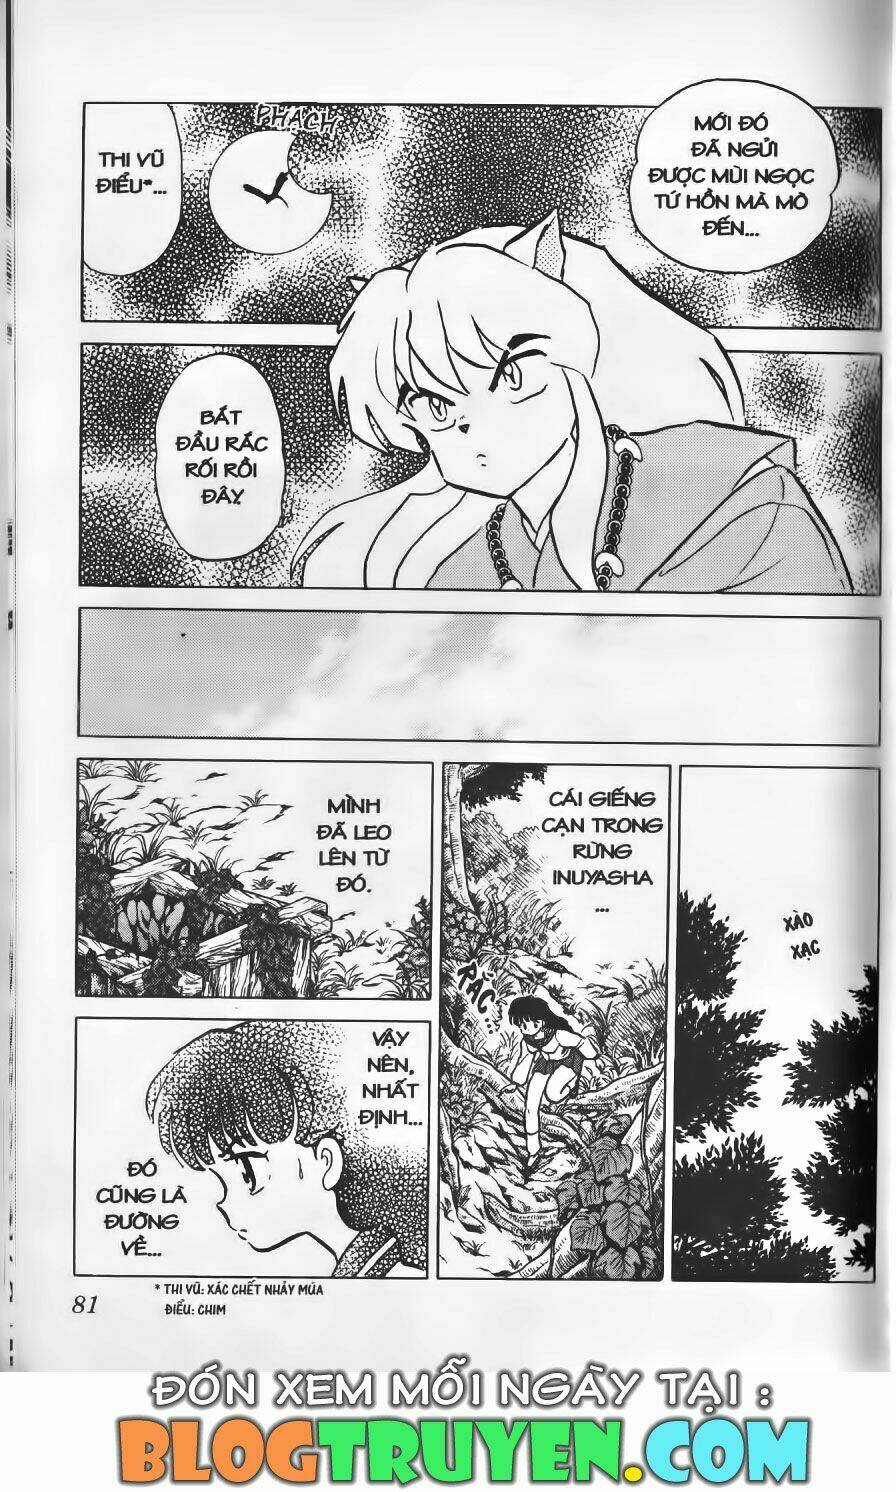 MỚI ĐÓ
ĐÃ NGỬI
ĐƯỢC MÙI NGỌC
TỨ HỒN MÀ MÒ
ĐẾN...
PHẠCH
THI VŨ
ĐIỂU*...
BẮT
ĐẦU RẮC
RỐI RỒI
ĐÂY.
XÀO
XẠC
CÁI GIẾNG
CẠN TRONG
RỪNG
INUYASHA
...
RẮC
MÌNH
ĐÃ LEO
LÊN TỪ
ĐÓ.
VẬY
NÊN,
NHẤT
ĐỊNH...
ĐÓ
CŨNG LÀ
ĐƯỜNG
VỀ...
* THI VŨ: XÁC CHẾT NHẢY MÚA
ĐIỂU: CHIM
81
ĐÓN XEM MỖI NGÀY TẠI :
BLOGTRUYEN.COM